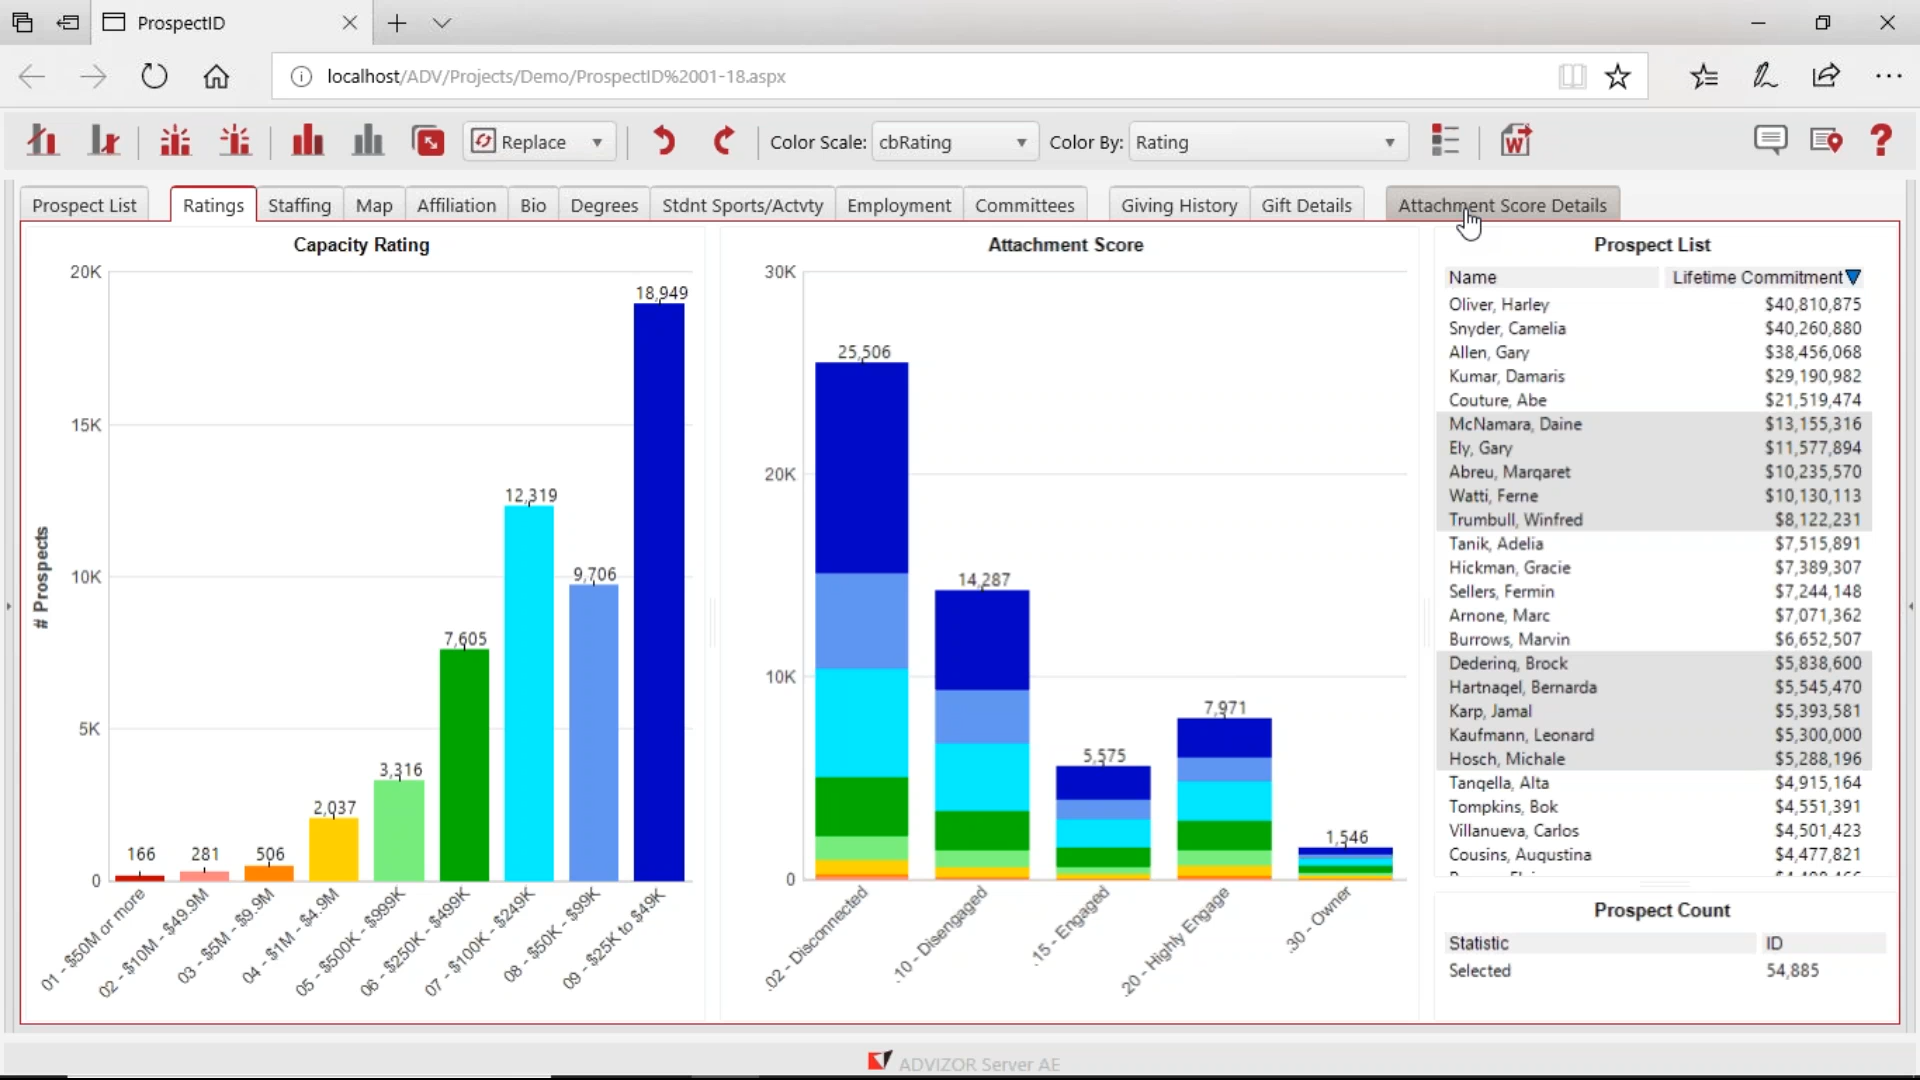 ProspectID
localhost/ADV/Projects/Demo/ProspectID%2001-18.aspx
Replace
Color Scale: cbRating
Color By: Rating
Prospect List
Ratings
Staffing
Map
Affiliation
Bio
Degrees
Stdnt Sports/Actvty
Employment
Committees
Giving History
Gift Details
Attachment Score Details
Capacity Rating
# Prospects
20K
15K
10K
5K
0
166
281
506
2,037
3,316
7,605
12,319
9,706
18,949
01 - $50M or more
02 - $10M - $49.9M
03 - $5M - $9.9M
04 - $1M - $4.9M
05 - $500K - $999K
06 - $250K - $499K
07 - $100K - $249K
08 - $50K - $99K
09 - $25K to $49K
Attachment Score
30K
20K
10K
0
25,506
14,287
5,575
7,971
1,546
.02 - Disconnected
.10 - Disengaged
.15 - Engaged
.20 - Highly Engage
.30 - Owner
Prospect List
Name Lifetime Commitment
Oliver, Harley $40,810,875
Snyder, Camelia $40,260,880
Allen, Gary $38,456,068
Kumar, Damaris $29,190,982
Couture, Abe $21,519,474
McNamara, Daine $13,155,316
Ely, Gary $11,577,894
Abreu, Margaret $10,235,570
Watti, Ferne $10,130,113
Trumbull, Winfred $8,122,231
Tanik, Adelia $7,515,891
Hickman, Gracie $7,389,307
Sellers, Fermin $7,244,148
Arnone, Marc $7,071,362
Burrows, Marvin $6,652,507
Dedering, Brock $5,838,600
Hartnagel, Bernarda $5,545,470
Karp, Jamal $5,393,581
Kaufmann, Leonard $5,300,000
Hosch, Michale $5,288,196
Tangella, Alta $4,915,164
Tompkins, Bok $4,551,391
Villanueva, Carlos $4,501,423
Cousins, Augustina $4,477,821
Prospect Count
Statistic ID
Selected 54,885
ADVIZOR Server AE